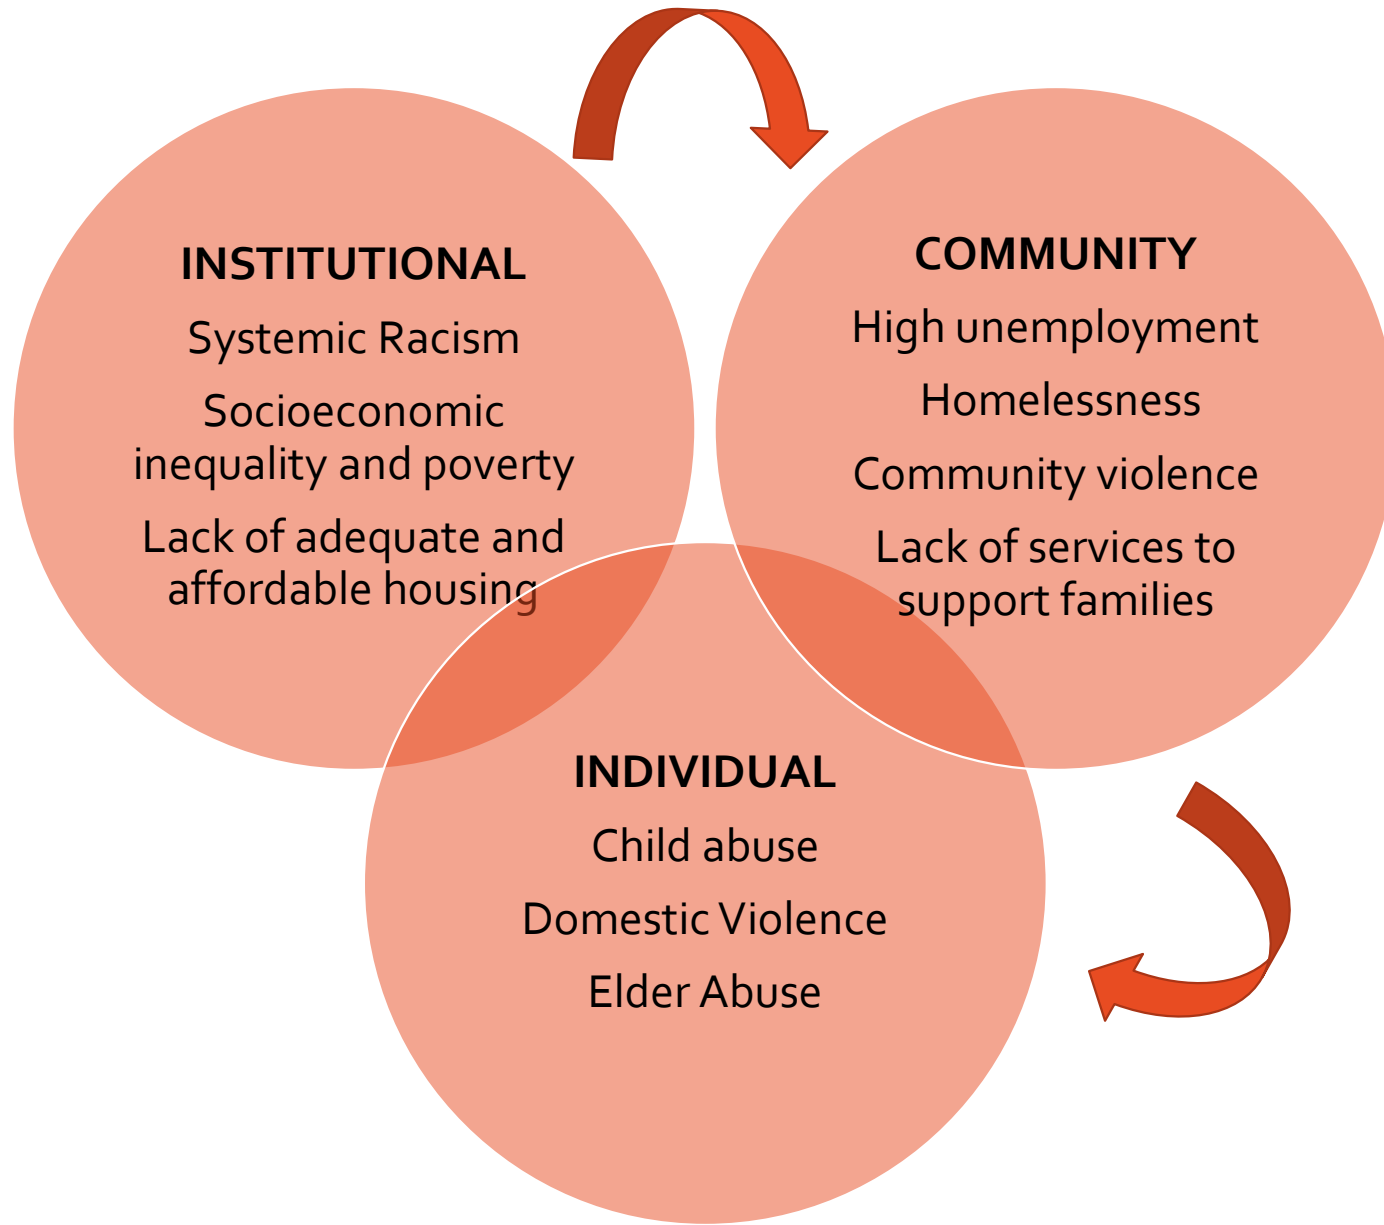 INSTITUTIONAL
Systemic Racism
Socioeconomic
inequality and poverty
Lack of adequate and
affordable housing
COMMUNITY
High unemployment
Homelessness
Community violence
Lack of services to
support families
INDIVIDUAL
Child abuse
Domestic Violence
Elder Abuse